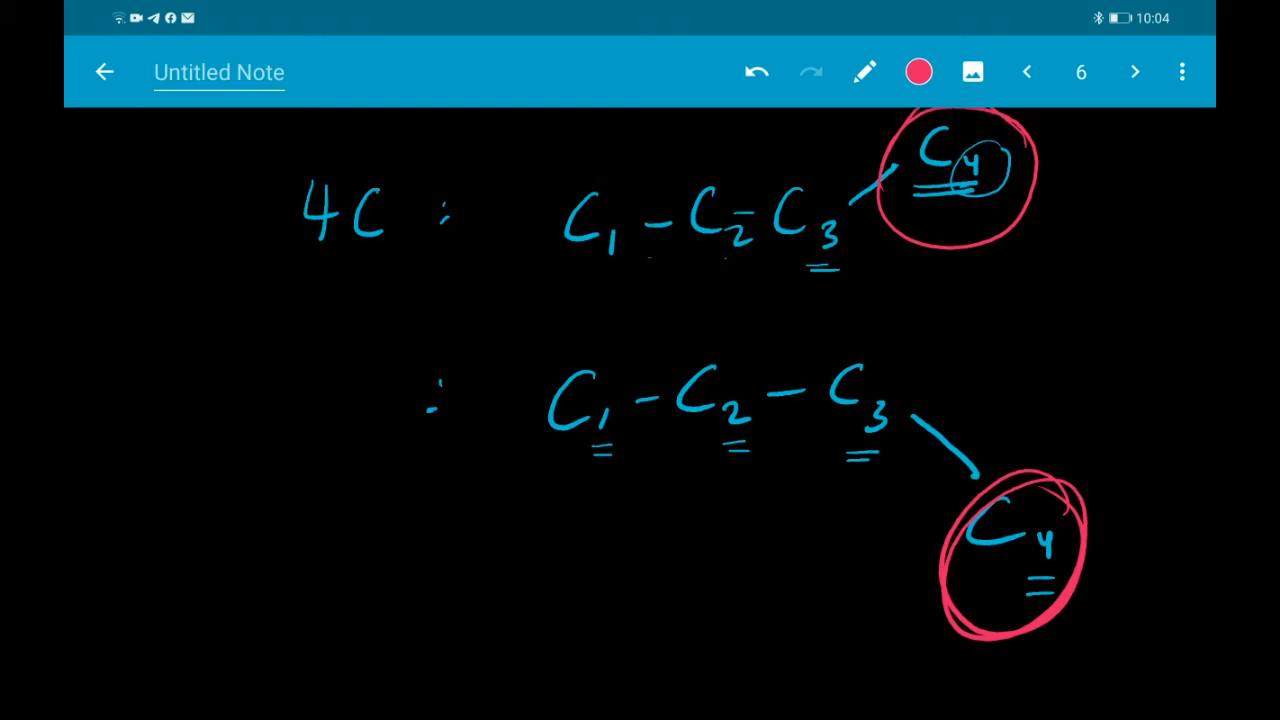 10:04
Untitled Note
6
4C : C₁ - C₂ - C₃ - C₄
: C₁ - C₂ - C₃ - C₄